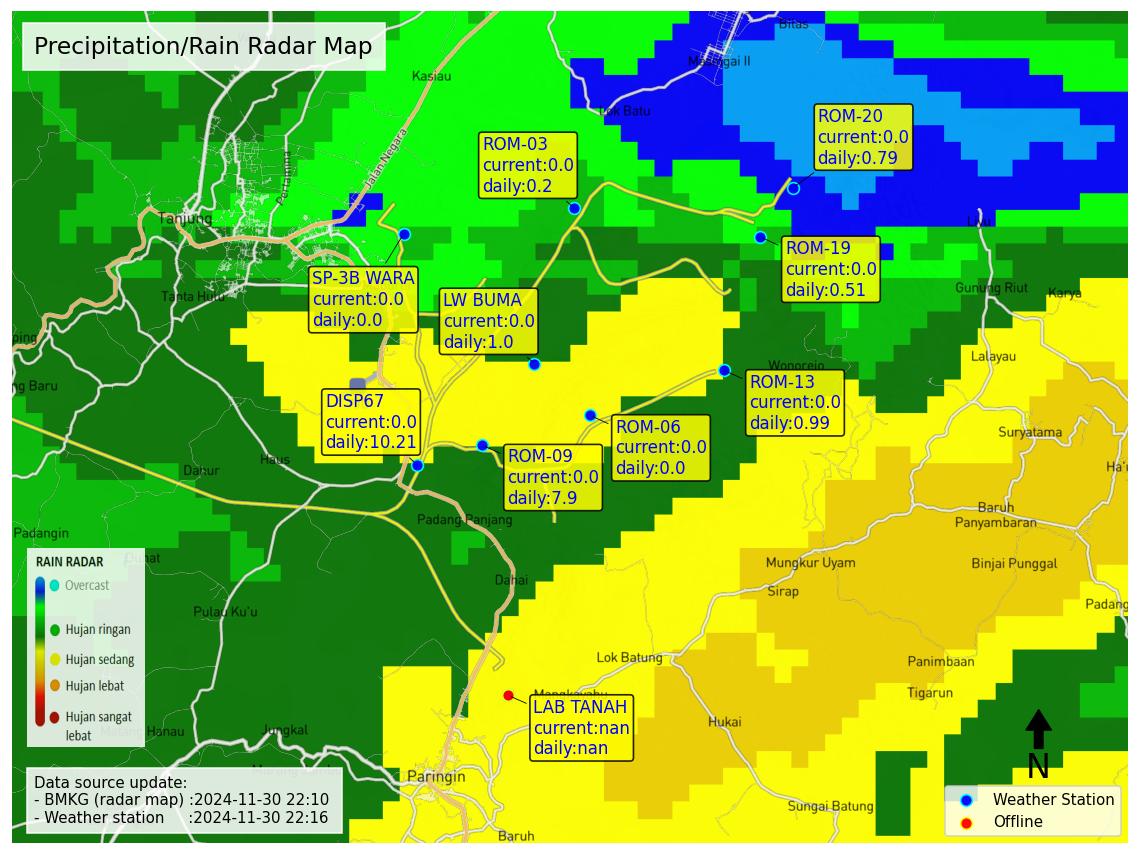 Precipitation/Rain Radar Map
Bilas
Masingai II
Kasiau
Lok Batu
Jalan Negara
Pertamina
Tanjung
Tanta Hulu
ROM-03
current:0.0
daily:0.2
ROM-20
current:0.0
daily:0.79
ROM-19
current:0.0
daily:0.51
SP-3B WARA
current:0.0
daily:0.0
LW BUMA
current:0.0
daily:1.0
Gunung Riut
Karya
Lalayau
Wonorejo
ROM-13
current:0.0
daily:0.99
DISP67
current:0.0
daily:10.21
ROM-06
current:0.0
daily:0.0
ROM-09
current:0.0
daily:7.9
ping
ng Baru
Suryatama
Ha'u
Haus
Dahur
Padang Panjang
Baruh
Panyambaran
Padangin
Mungkur Uyam
Binjai Punggal
Dahai
Sirap
Padang
Pulau Ku'u
RAIN RADAR
Overcast
Hujan ringan
Hujan sedang
Hujan lebat
Hujan sangat
lebat
Lok Batung
Panimbaan
Tigarun
LAB TANAH
current:nan
daily:nan
Hukai
Jungkal
Manau
Paringin
Sungai Batung
Baruh
N
Data source update:
- BMKG (radar map) :2024-11-30 22:10
- Weather station :2024-11-30 22:16
Weather Station
Offline